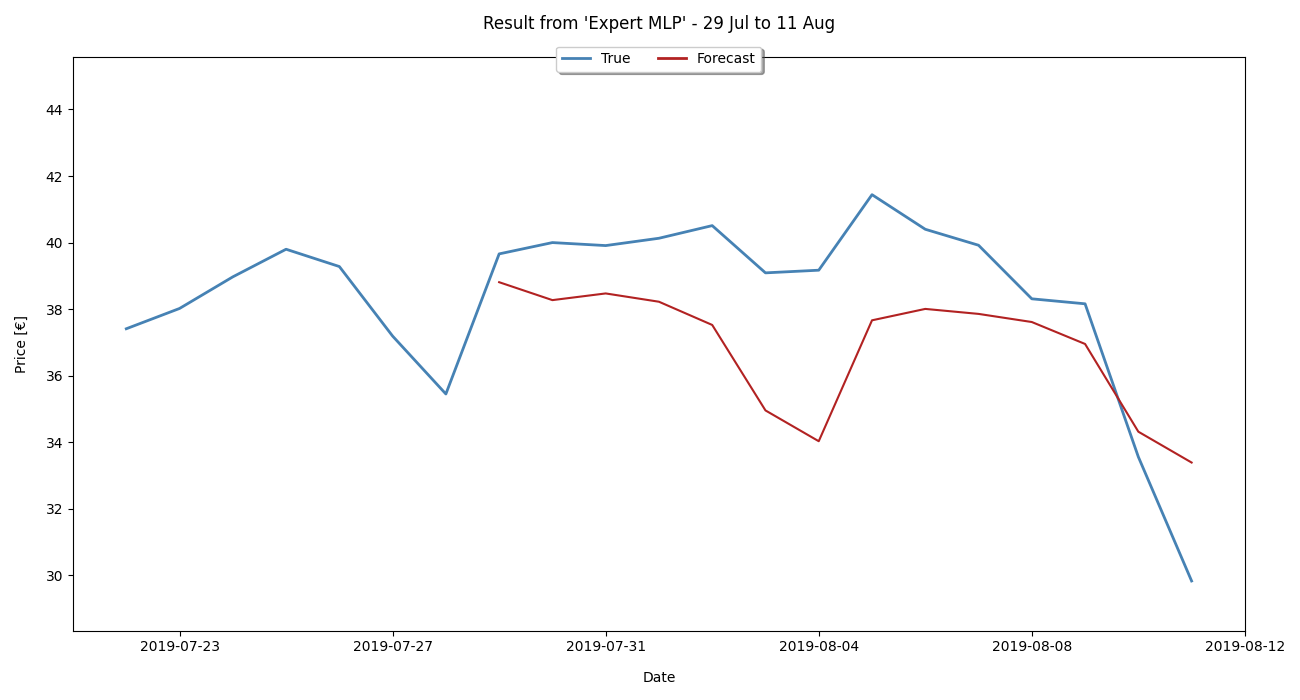 Result from 'Expert MLP' - 29 Jul to 11 Aug
True
Forecast
44
42
40
38
36
34
32
30
Price [€]
2019-07-23
2019-07-27
2019-07-31
2019-08-04
2019-08-08
2019-08-12
Date